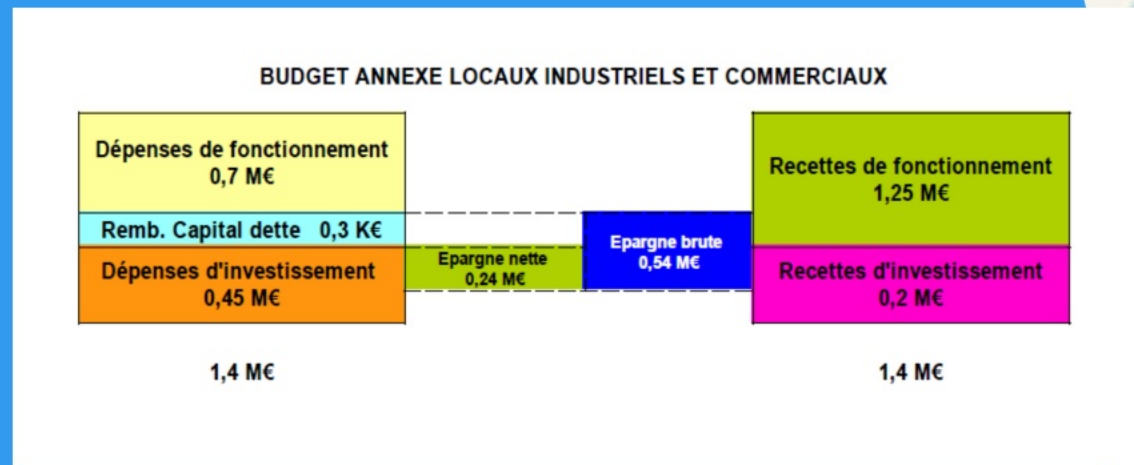 BUDGET ANNEXE LOCAUX INDUSTRIELS ET COMMERCIAUX
Dépenses de fonctionnement
0,7 M€
Remb. Capital dette 0,3 K€
Dépenses d'investissement
0,45 M€
1,4 M€
Epargne nette
0,24 M€
Epargne brute
0,54 M€
Recettes de fonctionnement
1,25 M€
Recettes d'investissement
0,2 M€
1,4 M€